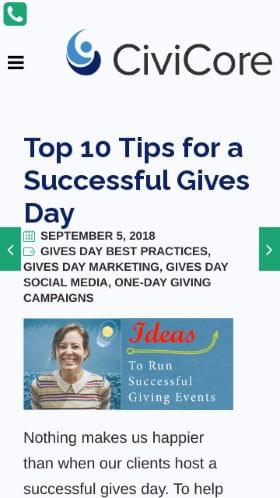 CiviCore
Top 10 Tips for a
Successful Gives
Day
SEPTEMBER 5, 2018
GIVES DAY BEST PRACTICES,
GIVES DAY MARKETING, GIVES DAY
SOCIAL MEDIA, ONE-DAY GIVING
CAMPAIGNS
Ideas
To Run
Successful
Giving Events
Nothing makes us happier
than when our clients host a
successful gives day. To help